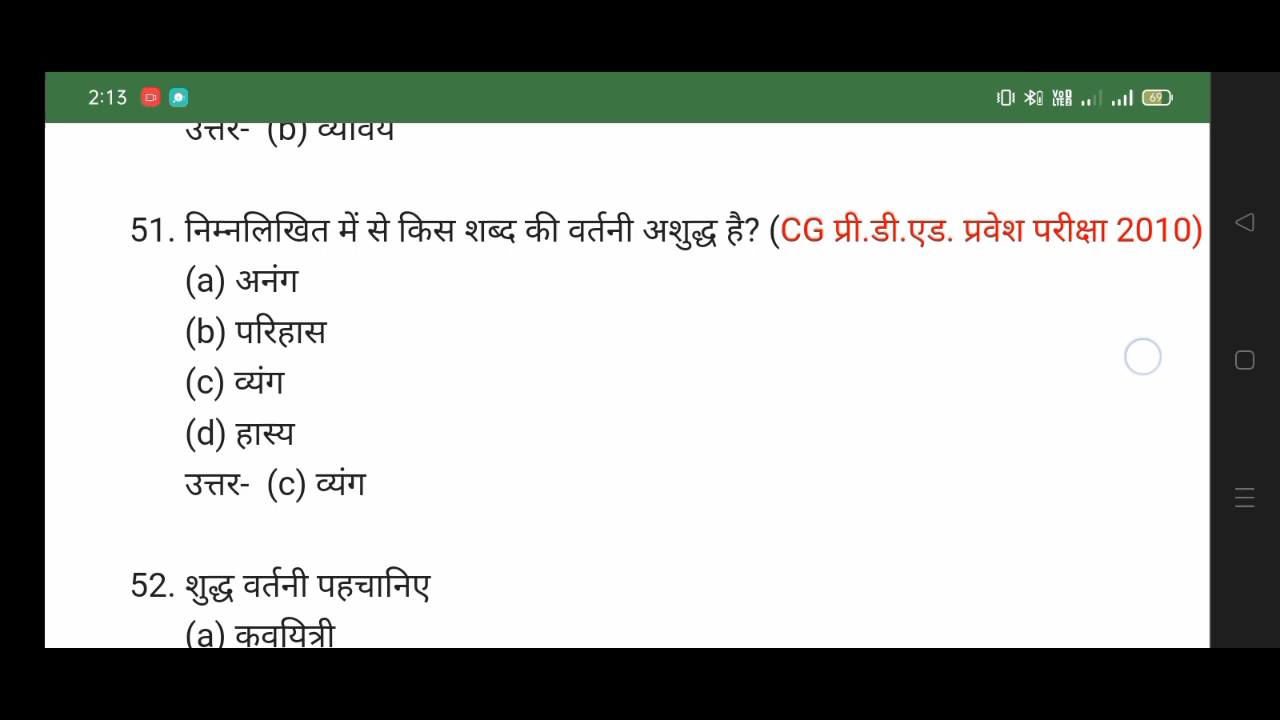 2:13
69
उत्तर- (b) व्यावय
51. निम्नलिखित में से किस शब्द की वर्तनी अशुद्ध है? (CG प्री.डी.एड. प्रवेश परीक्षा 2010)
(a) अनंग
(b) परिहास
(c) व्यंग
(d) हास्य
उत्तर- (c) व्यंग
52. शुद्ध वर्तनी पहचानिए
(a) कवयित्री